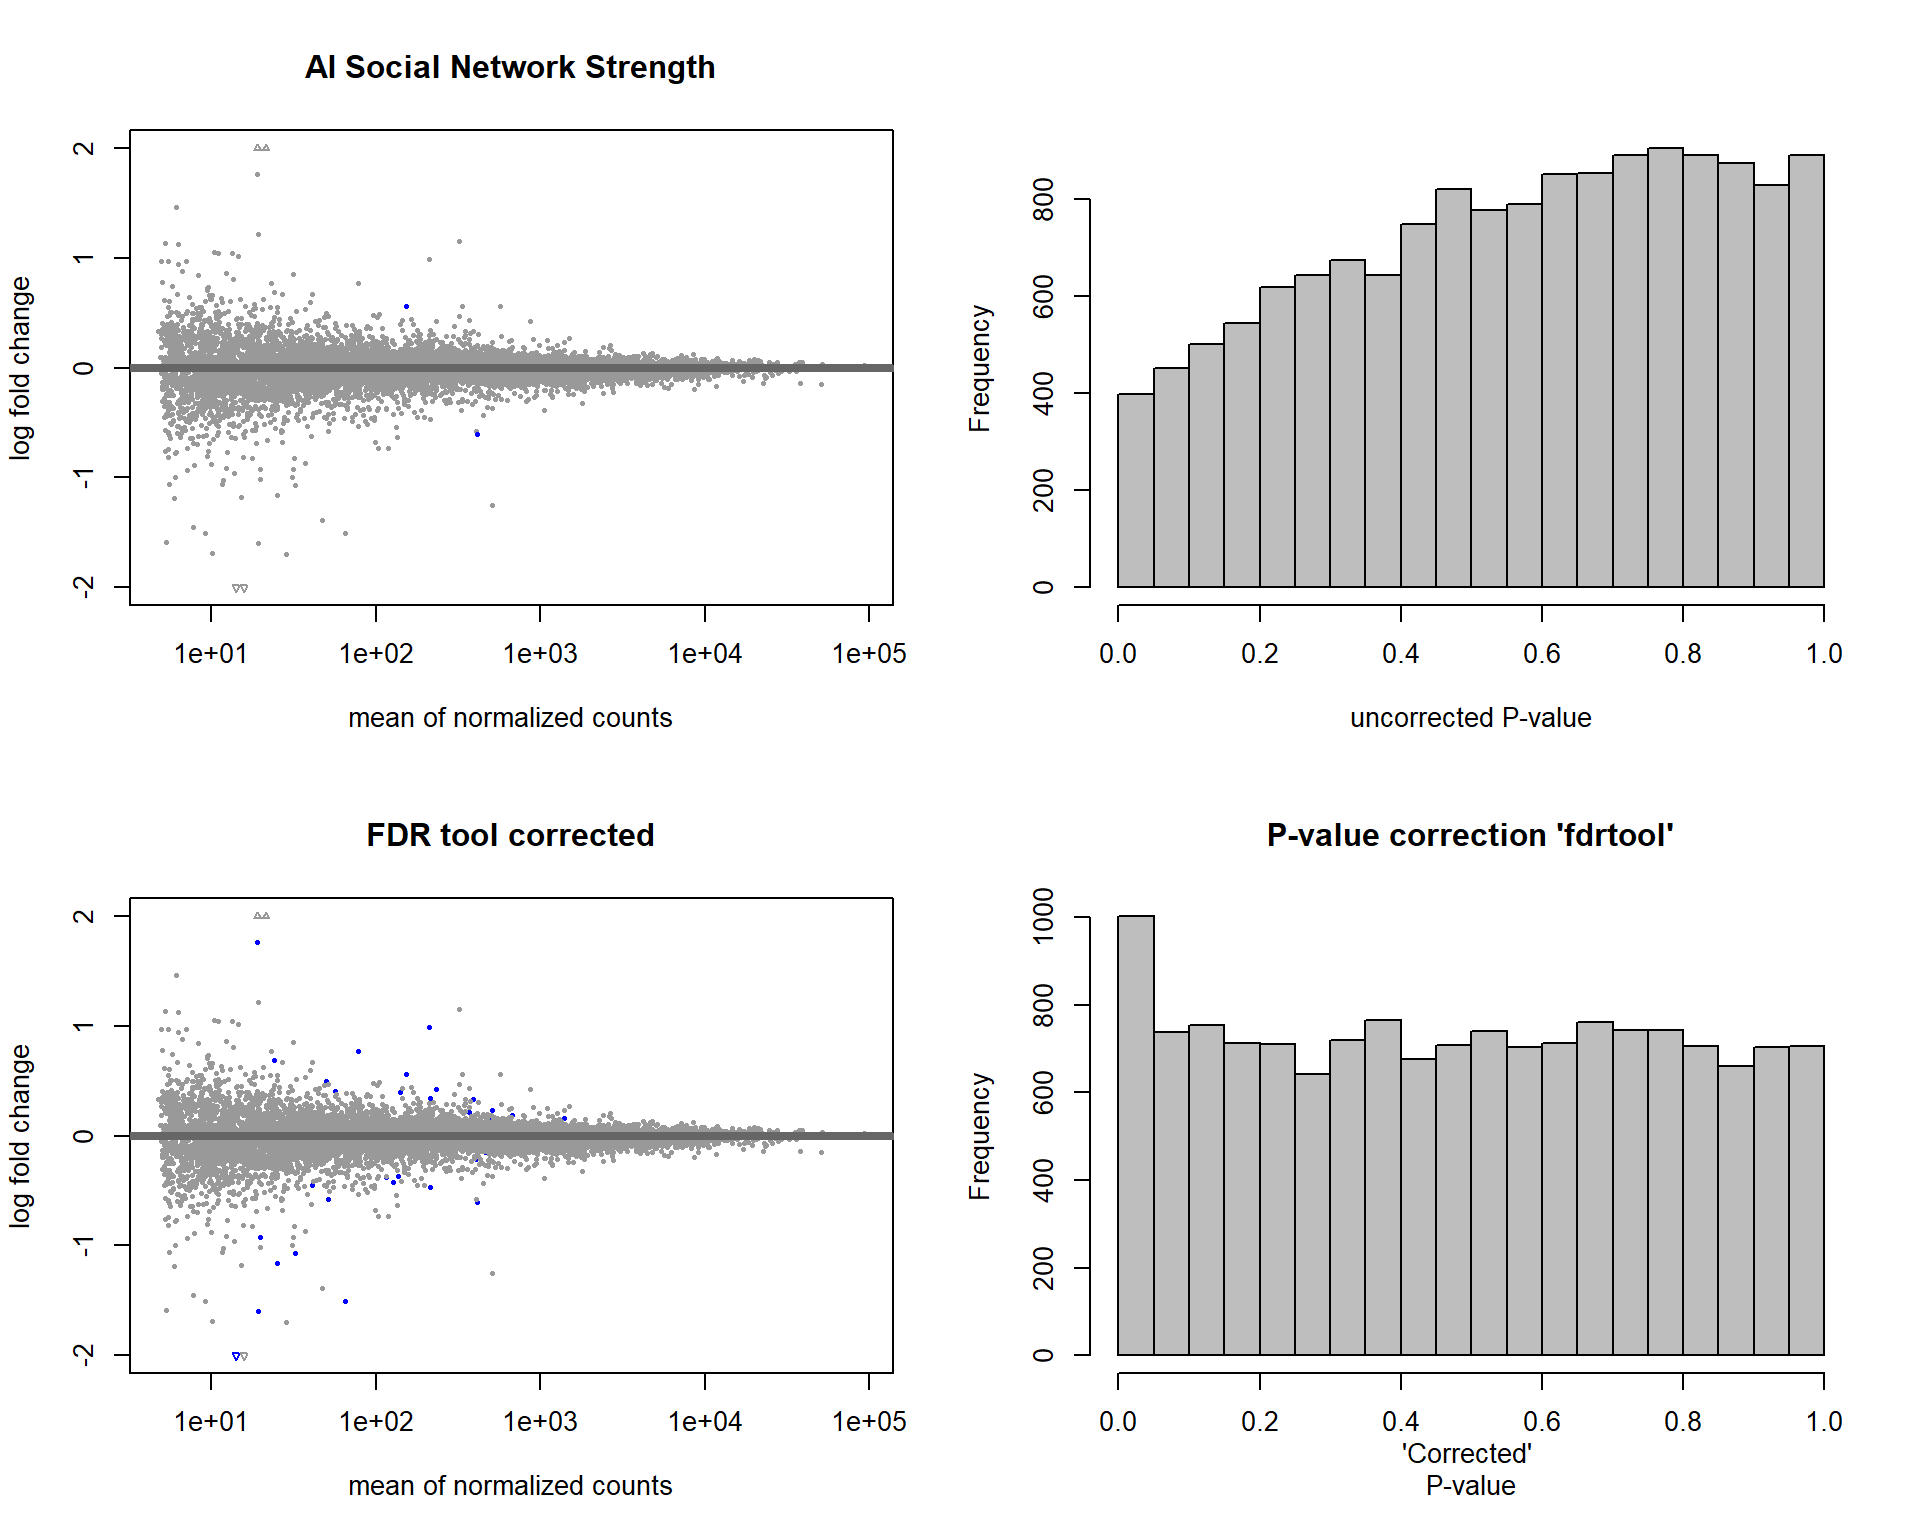 AI Social Network Strength
2
1
0
-1
-2
log fold change
1e+01 1e+02 1e+03 1e+04 1e+05
mean of normalized counts
800
600
400
200
0
Frequency
0.0 0.2 0.4 0.6 0.8 1.0
uncorrected P-value
FDR tool corrected
2
1
0
-1
-2
log fold change
1e+01 1e+02 1e+03 1e+04 1e+05
mean of normalized counts
P-value correction 'fdrtool'
1000
800
600
400
200
0
Frequency
0.0 0.2 0.4 0.6 0.8 1.0
'Corrected'
P-value